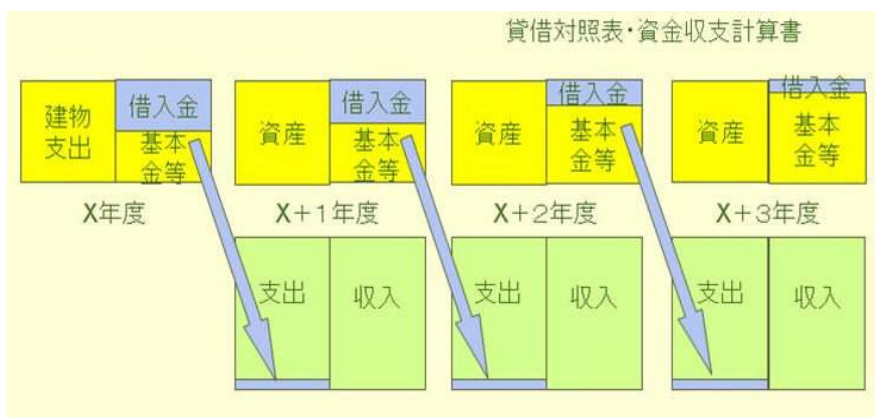 貸借対照表・資金収支計算書
建物
支出
借入金
基本
金等
資産
借入金
基本
金等
資産
借入金
基本
金等
資産
借入金
基本
金等
X年度
X+1年度
X+2年度
X+3年度
支出
収入
支出
収入
支出
収入